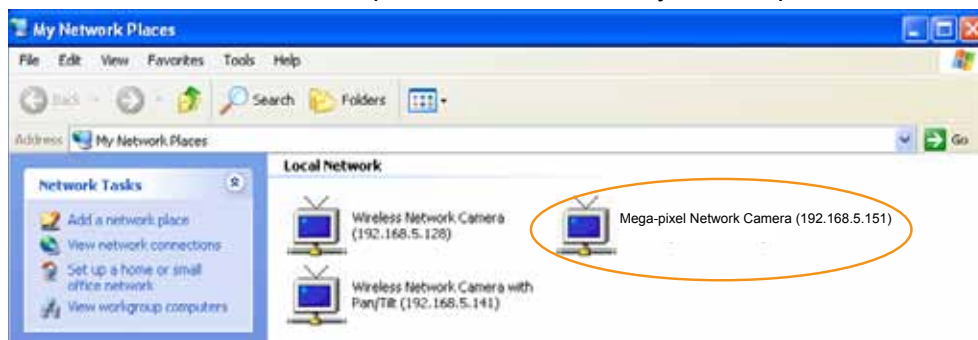 My Network Places
File Edit View Favorites Tools Help
Back Search Folders
Address My Network Places Go
Local Network
Network Tasks
Add a network place
View network connections
Set up a home or small
office network
View workgroup computers
Wireless Network Camera
(192.168.5.128)
Mega-pixel Network Camera (192.168.5.151)
Wireless Network Camera with
Pan/Tilt (192.168.5.141)